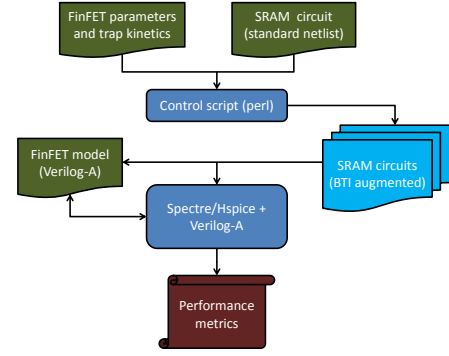 FinFET parameters
and trap kinetics
SRAM circuit
(standard netlist)
Control script (perl)
FinFET model
(Verilog-A)
SRAM circuits
(BTI augmented)
Spectre/Hspice +
Verilog-A
Performance
metrics